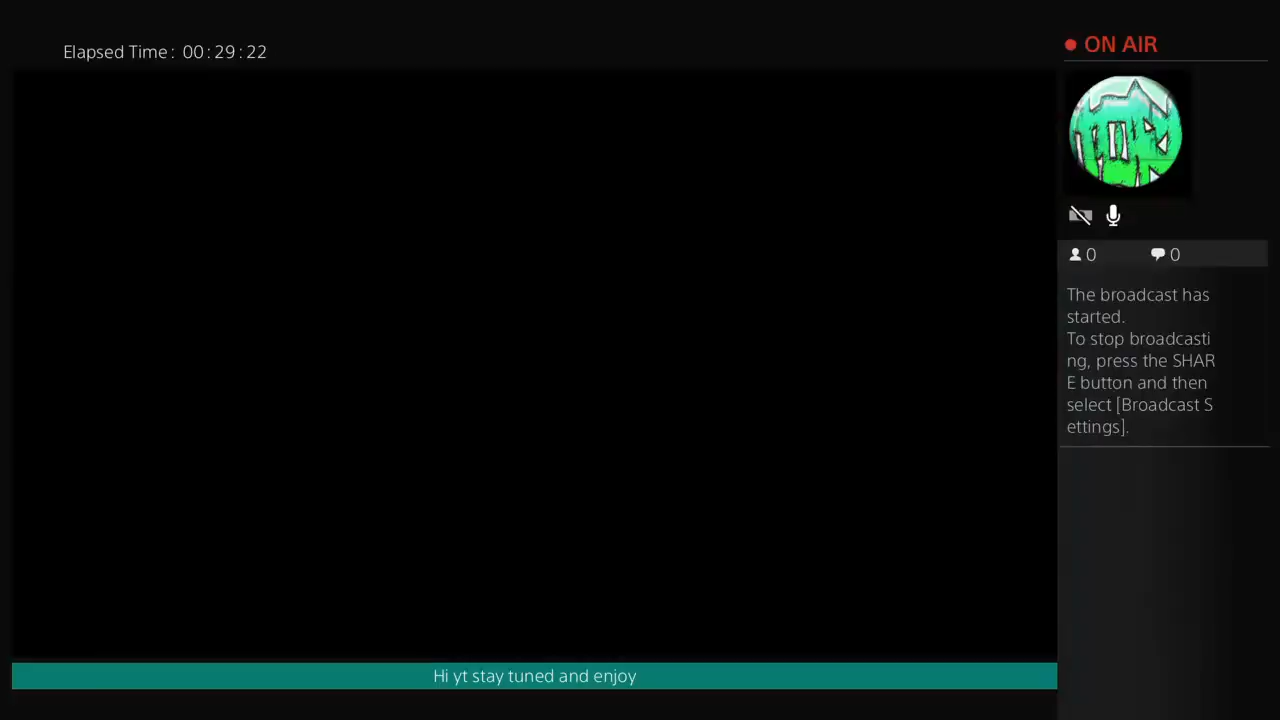 Elapsed Time: 00:29:22
ON AIR
0 0
The broadcast has
started.
To stop broadcasti
ng, press the SHAR
E button and then
select [Broadcast S
ettings].
Hi yt stay tuned and enjoy